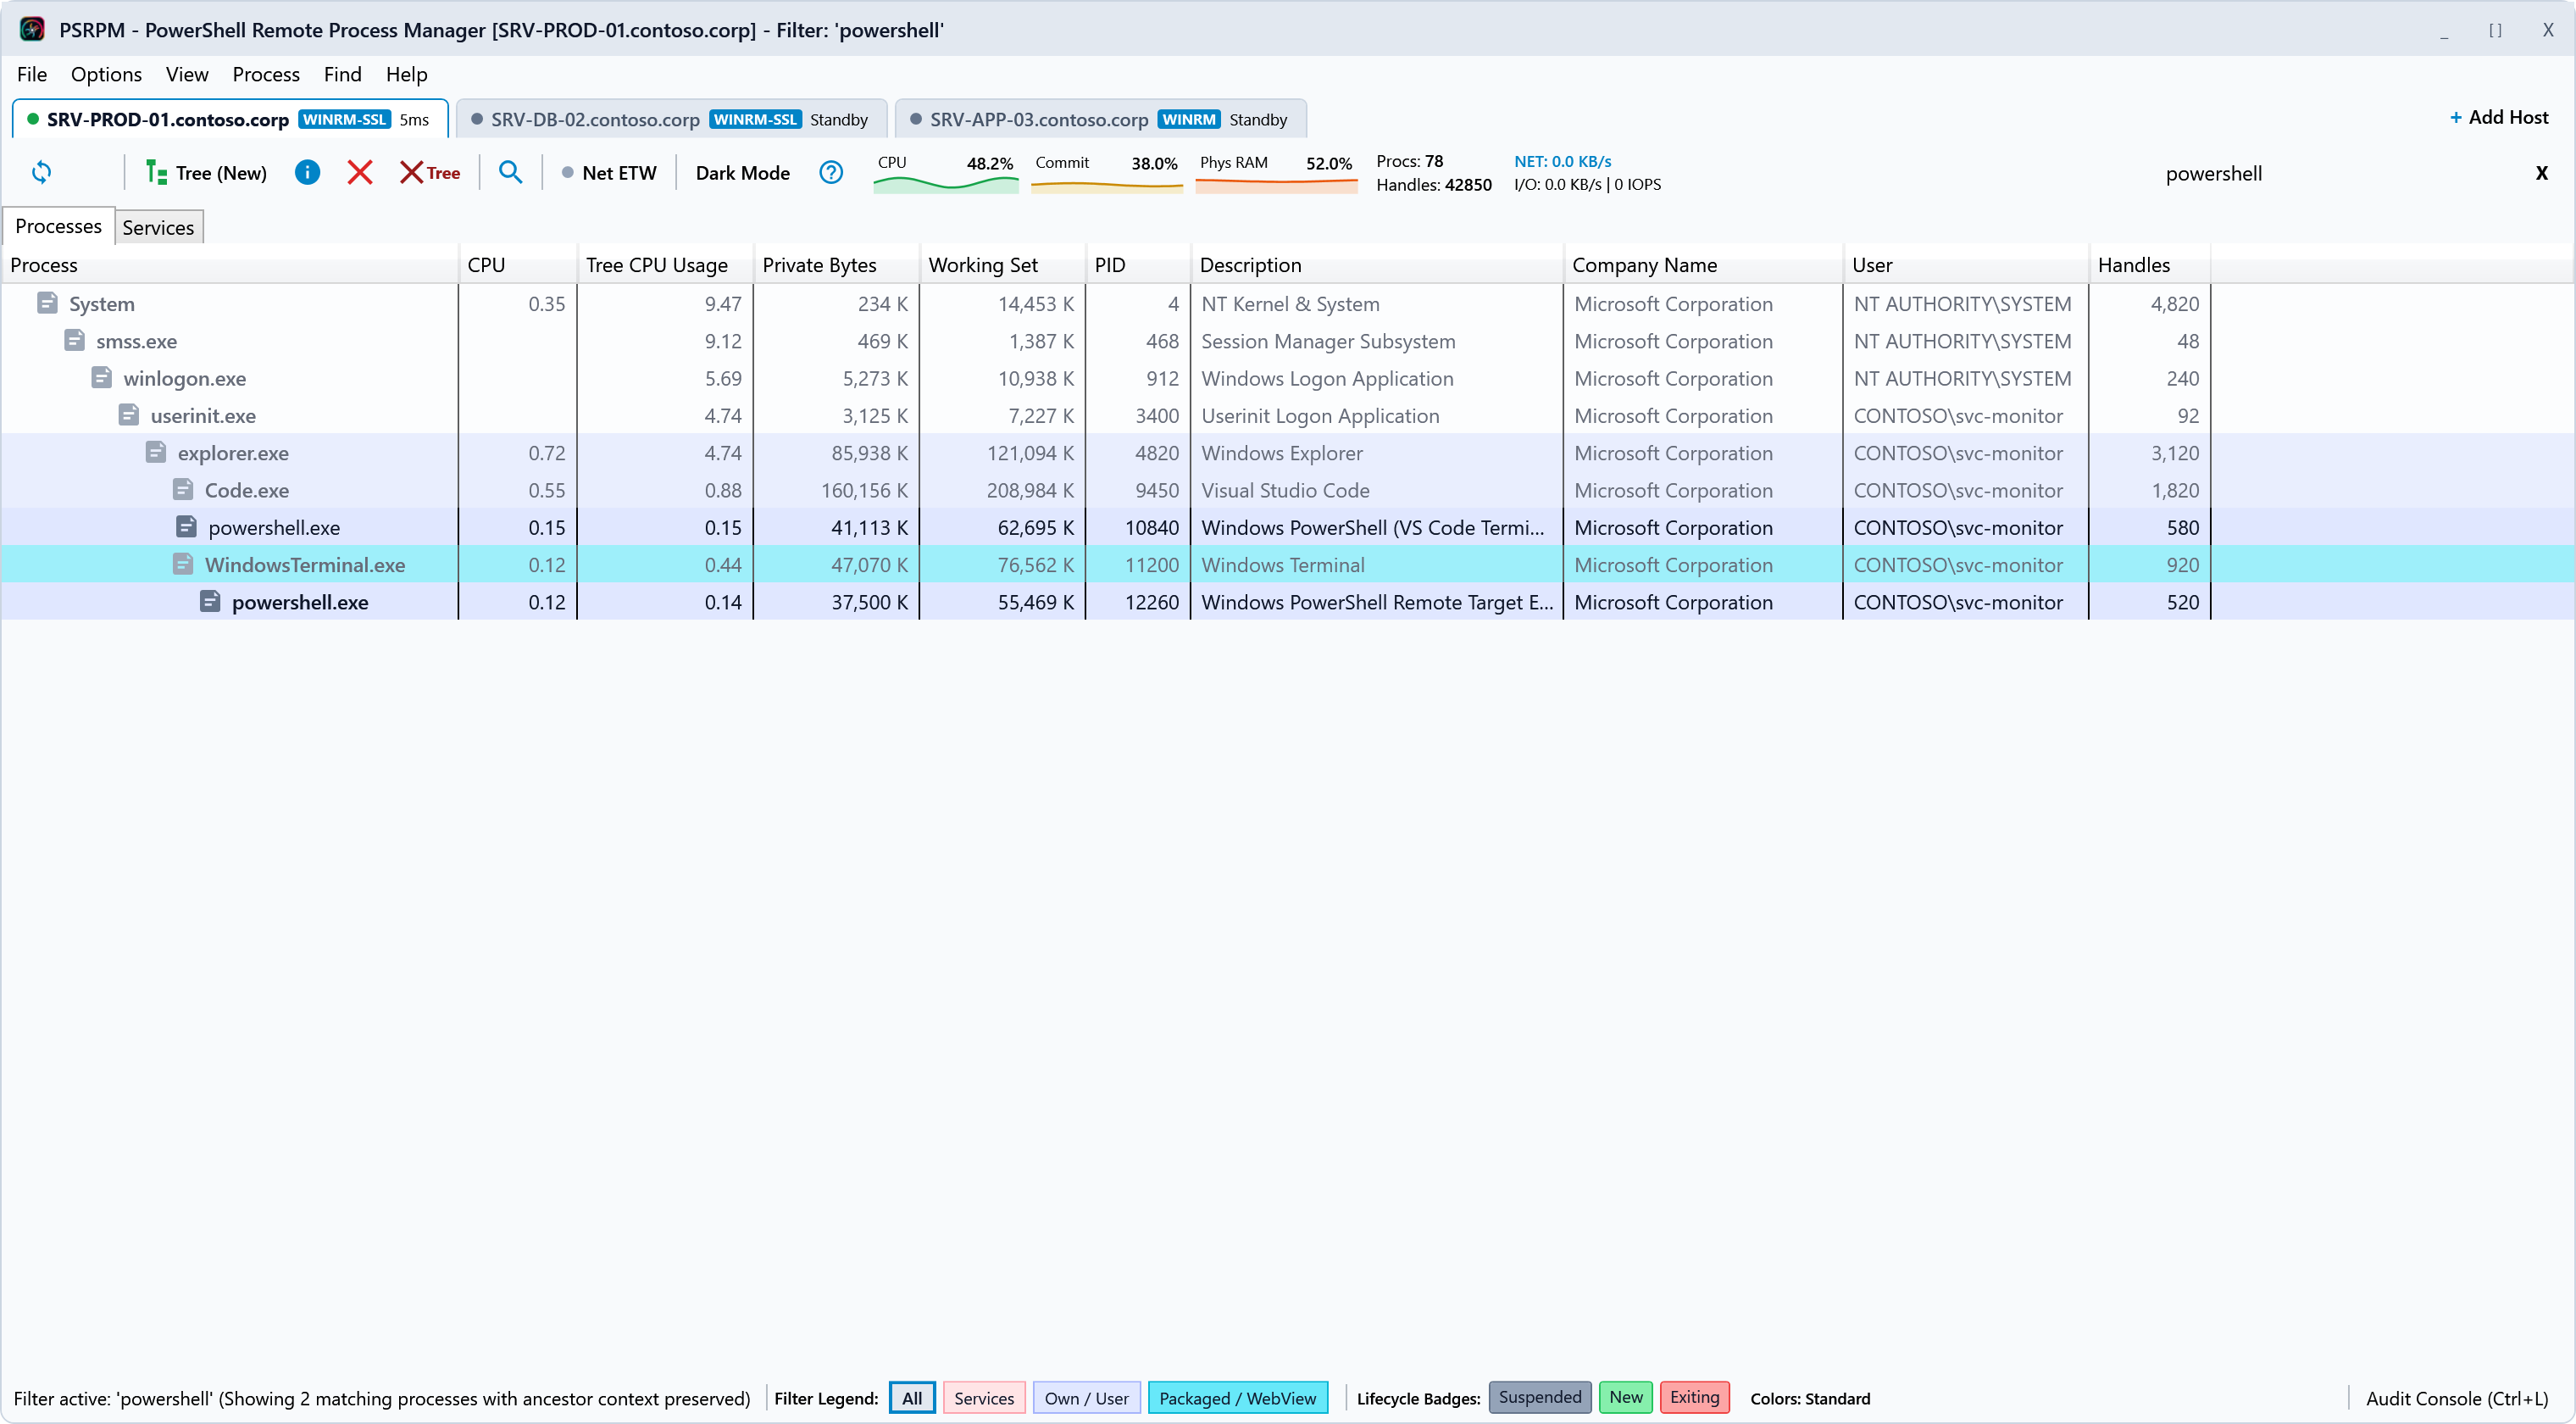 PSRPM - PowerShell Remote Process Manager [SRV-PROD-01.contoso.corp] - Filter: 'powershell'
File Options View Process Find Help
SRV-PROD-01.contoso.corp WINRM-SSL 5ms SRV-DB-02.contoso.corp WINRM-SSL Standby SRV-APP-03.contoso.corp WINRM Standby + Add Host
Tree (New) Tree Net ETW Dark Mode CPU 48.2% Commit 38.0% Phys RAM 52.0% Procs: 78 NET: 0.0 KB/s powershell X
Handles: 42850 I/O: 0.0 KB/s | 0 IOPS
Processes Services
Process CPU Tree CPU Usage Private Bytes Working Set PID Description Company Name User Handles
System 0.35 9.47 234 K 14,453 K 4 NT Kernel & System Microsoft Corporation NT AUTHORITY\SYSTEM 4,820
smss.exe 9.12 469 K 1,387 K 468 Session Manager Subsystem Microsoft Corporation NT AUTHORITY\SYSTEM 48
winlogon.exe 5.69 5,273 K 10,938 K 912 Windows Logon Application Microsoft Corporation NT AUTHORITY\SYSTEM 240
userinit.exe 4.74 3,125 K 7,227 K 3400 Userinit Logon Application Microsoft Corporation CONTOSO\svc-monitor 92
explorer.exe 0.72 4.74 85,938 K 121,094 K 4820 Windows Explorer Microsoft Corporation CONTOSO\svc-monitor 3,120
Code.exe 0.55 0.88 160,156 K 208,984 K 9450 Visual Studio Code Microsoft Corporation CONTOSO\svc-monitor 1,820
powershell.exe 0.15 0.15 41,113 K 62,695 K 10840 Windows PowerShell (VS Code Termi... Microsoft Corporation CONTOSO\svc-monitor 580
WindowsTerminal.exe 0.12 0.44 47,070 K 76,562 K 11200 Windows Terminal Microsoft Corporation CONTOSO\svc-monitor 920
powershell.exe 0.12 0.14 37,500 K 55,469 K 12260 Windows PowerShell Remote Target E... Microsoft Corporation CONTOSO\svc-monitor 520
Filter active: 'powershell' (Showing 2 matching processes with ancestor context preserved) Filter Legend: All Services Own / User Packaged / WebView Lifecycle Badges: Suspended New Exiting Colors: Standard Audit Console (Ctrl+L)